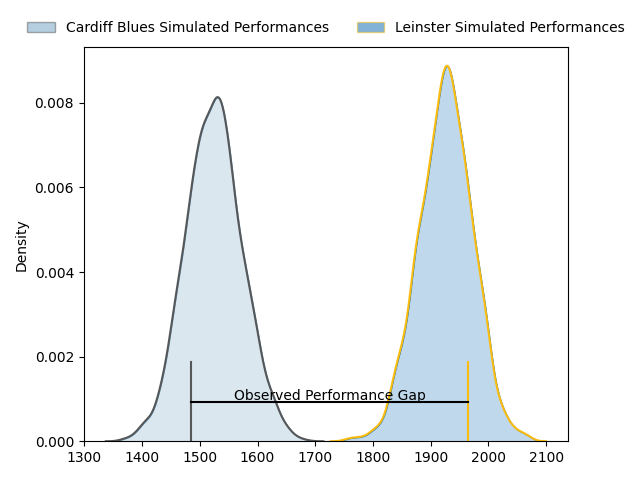 Cardiff Blues Simulated Performances
Leinster Simulated Performances
Density
0.008
0.006
0.004
0.002
0.000
Observed Performance Gap
1300 1400 1500 1600 1700 1800 1900 2000 2100